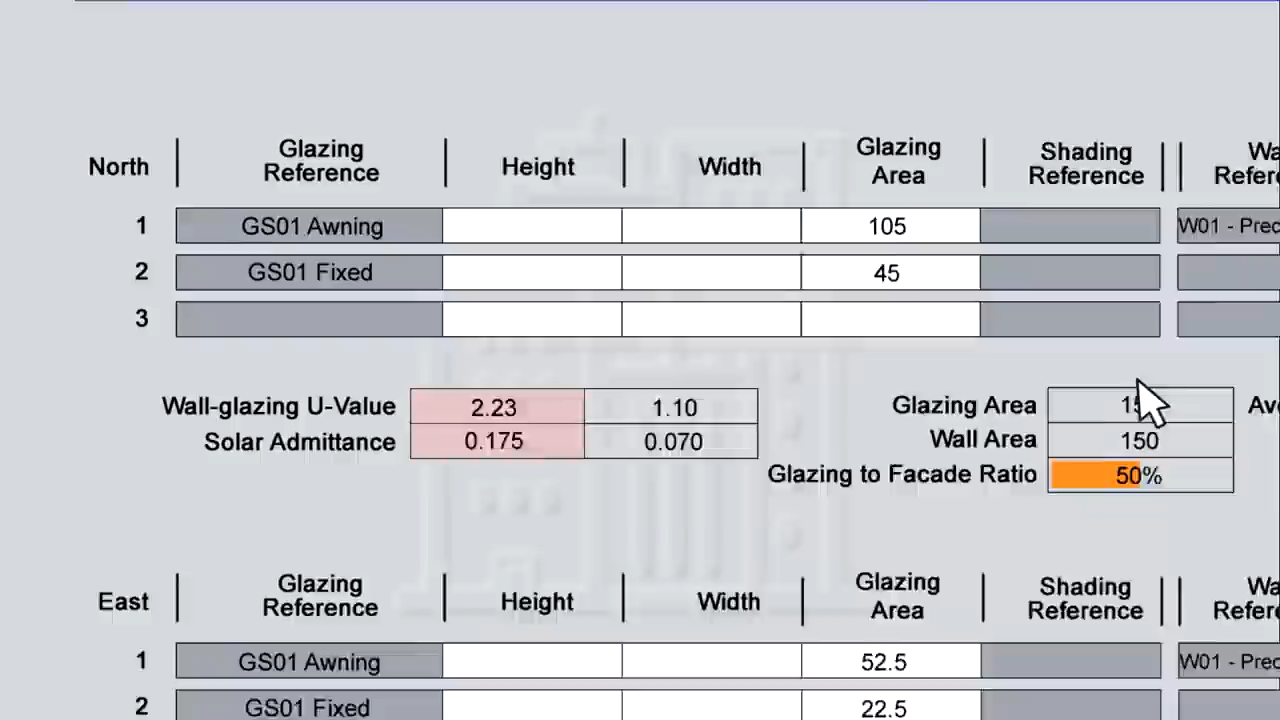 North Glazing Reference Height Width Glazing Area Shading Reference
1 GS01 Awning 105 W01 -
2 GS01 Fixed 45
3
Wall-glazing U-Value 2.23 1.10 Glazing Area
Solar Admittance 0.175 0.070 Wall Area 150
Glazing to Facade Ratio 50%
East Glazing Reference Height Width Glazing Area Shading Reference
1 GS01 Awning 52.5 W01 -
2 GS01 Fixed 22.5